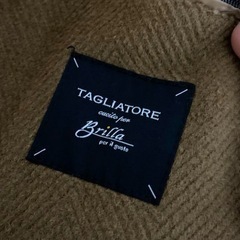 TAGLIATORE
cucito per
Brilla
per il gusto